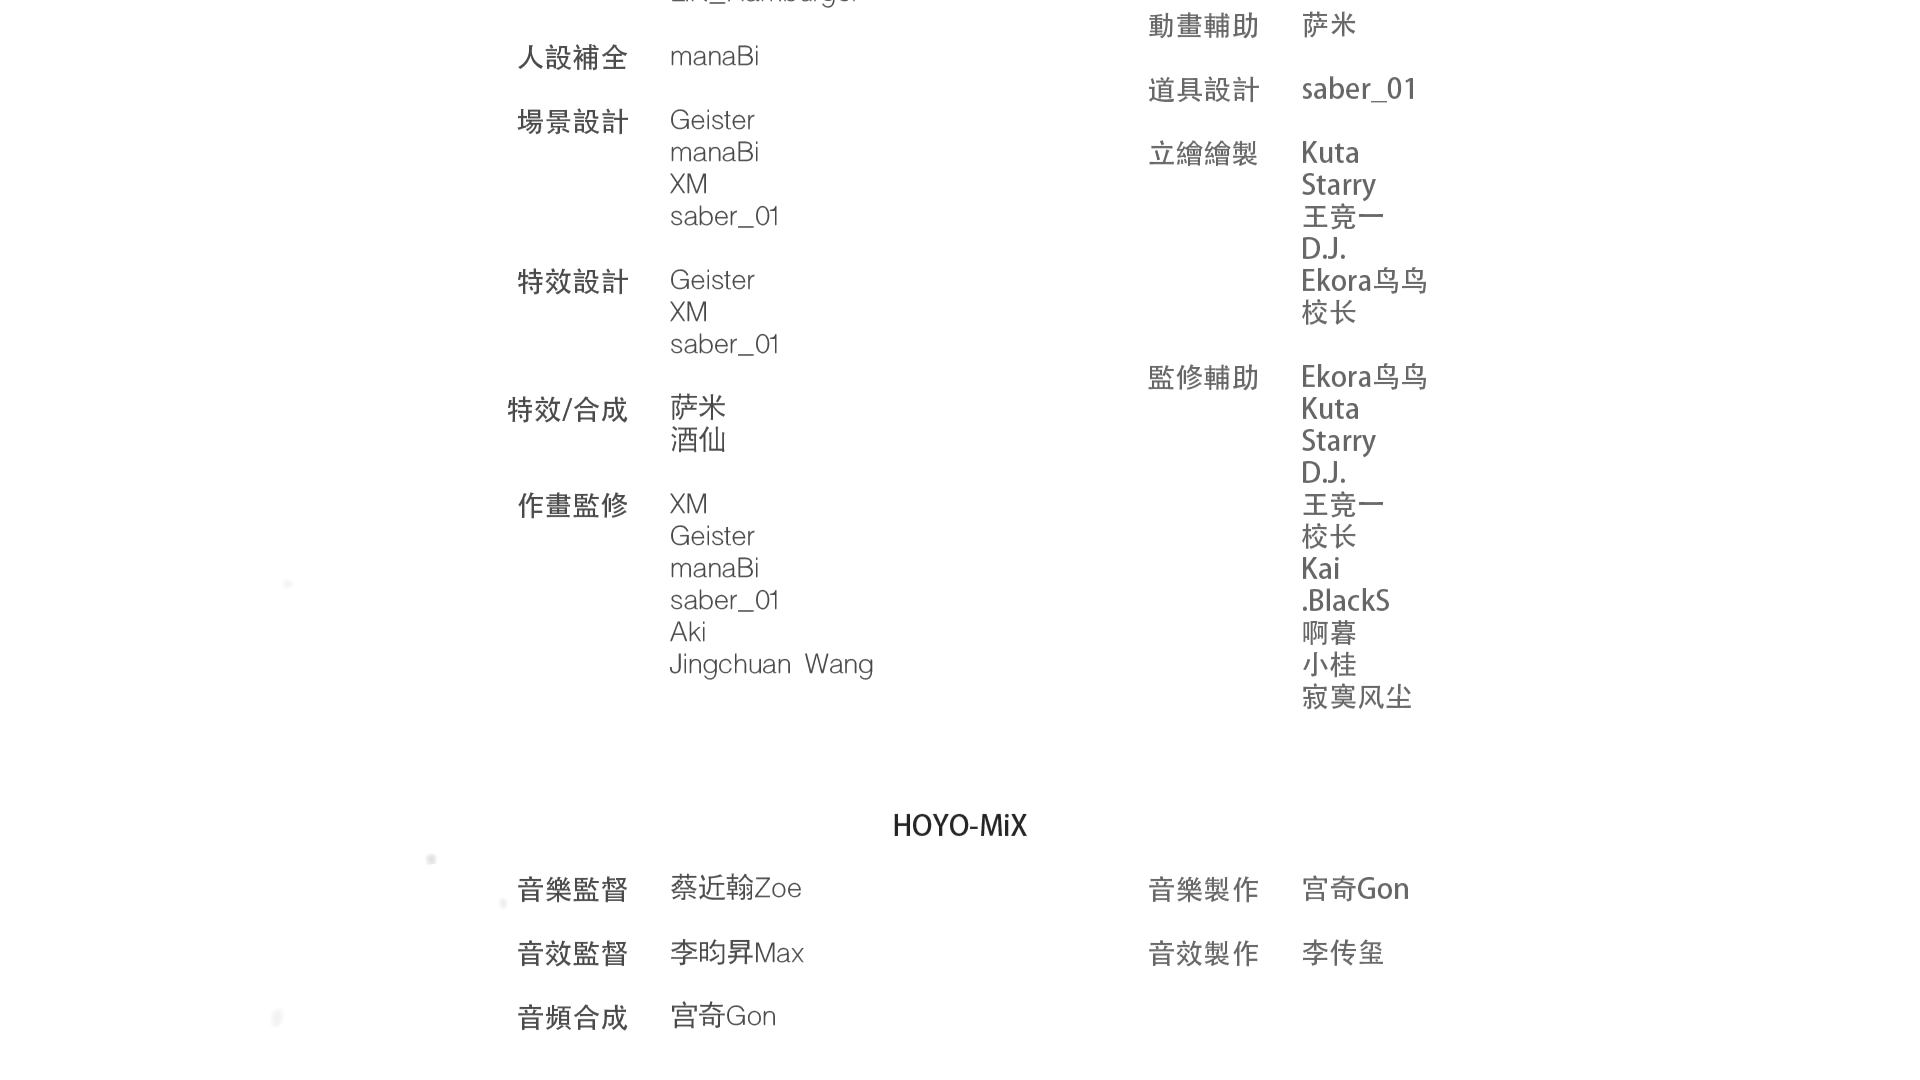 人設補全 manaBi
場景設計 Geister
manaBi
XM
saber_01
特效設計 Geister
XM
saber_01
特效/合成 萨米
酒仙
作畫監修 XM
Geister
manaBi
saber_01
Aki
Jingchuan Wang
動畫輔助 萨米
道具設計 saber_01
立繪繪製 Kuta
Starry
王竞一
D.J.
Ekora鸟鸟
校长
監修輔助 Ekora鸟鸟
Kuta
Starry
D.J.
王竞一
校长
Kai
.BlackS
啊暮
小桂
寂寞风尘
HOYO-MiX
音樂監督 蔡近翰Zoe
音效監督 李昀昇Max
音頻合成 宫奇Gon
音樂製作 宫奇Gon
音效製作 李传玺